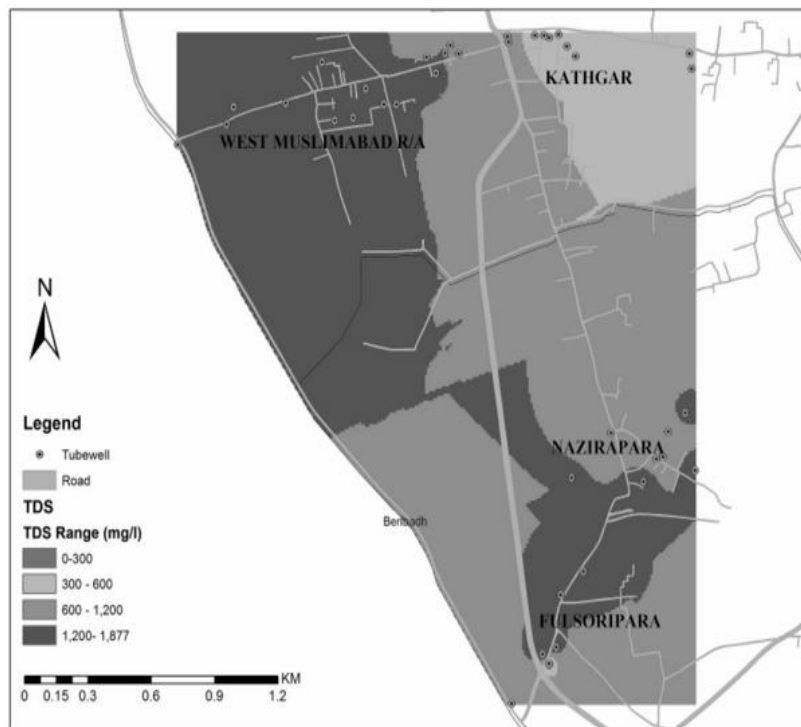 KATHGAR
WEST MUSLIMABAD R/A
N
Legend
Tubewell
Road
TDS
TDS Range (mg/l)
0-300
300 - 600
600 - 1,200
1,200- 1,877
NAZIRAPARA
FULSORIPARA
KM
0 0.15 0.3 0.6 0.9 1.2